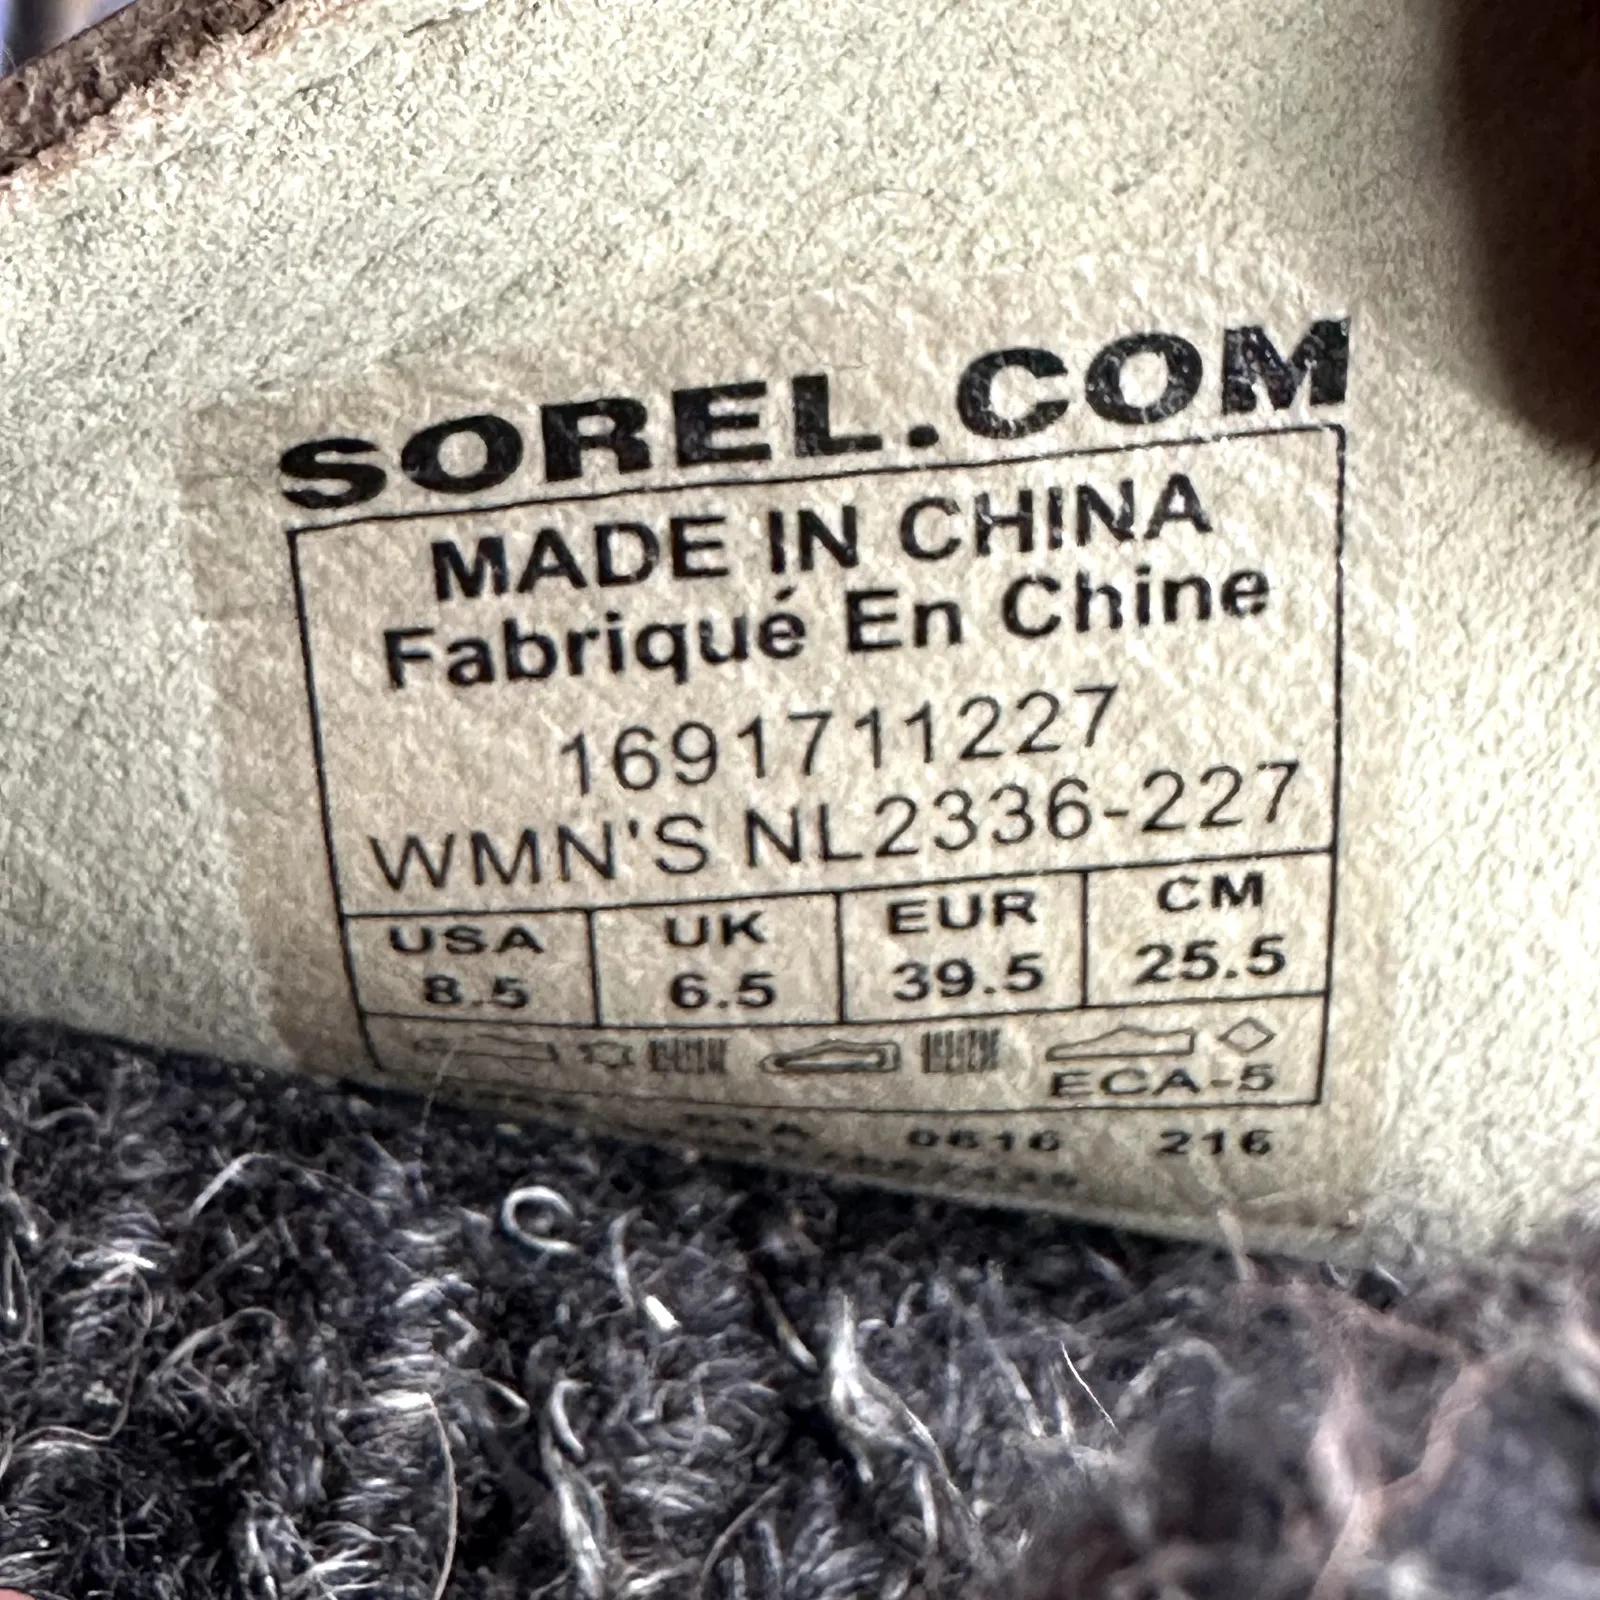 SOREL.COM
MADE IN CHINA
Fabriqué En Chine
1691711227
WMN'S NL2336-227
USA UK EUR CM
8.5 6.5 39.5 25.5
ECA-5
0616 216